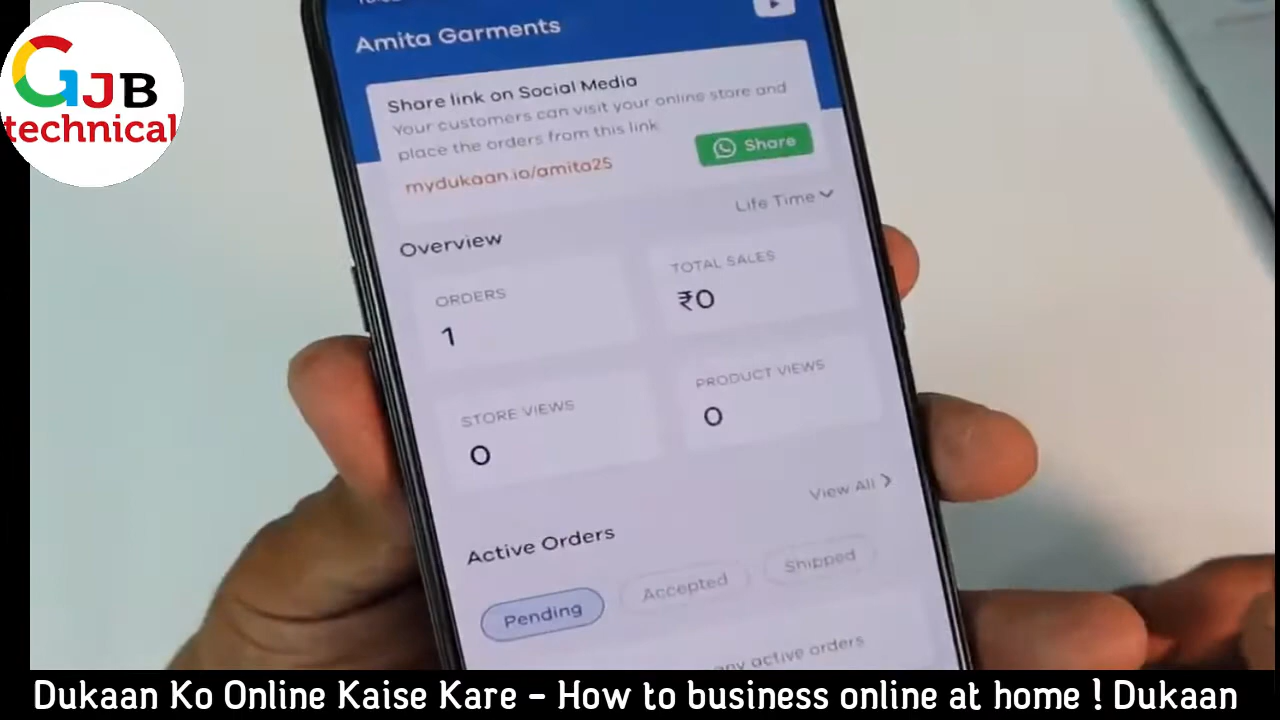 GJB
technical
Amita Garments
Share link on Social Media
Your customers can visit your online store and
place the orders from this link
mydukaan.io/amita25
Share
Life Time
Overview
ORDERS
1
TOTAL SALES
₹0
STORE VIEWS
0
PRODUCT VIEWS
0
View All
Active Orders
Pending
Accepted
Shipped
any active orders
Dukaan Ko Online Kaise Kare - How to business online at home ! Dukaan